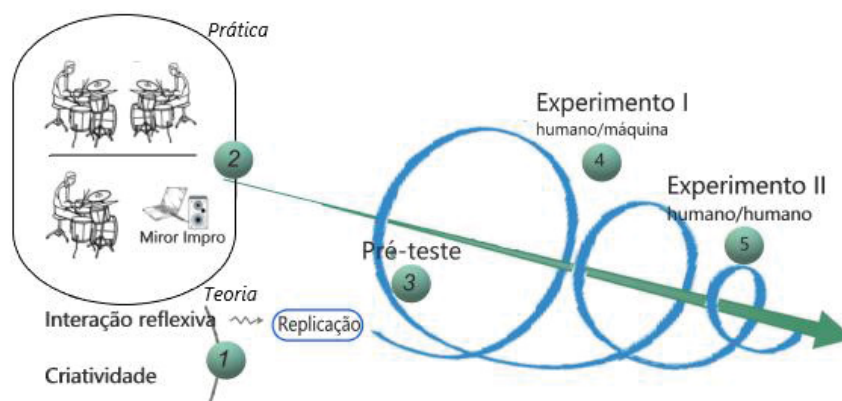 Prática
2
Miror Impro
Teoria
Interação reflexiva
Replicação
1
Criatividade
Pré-teste
3
Experimento I
humano/máquina
4
Experimento II
humano/humano
5